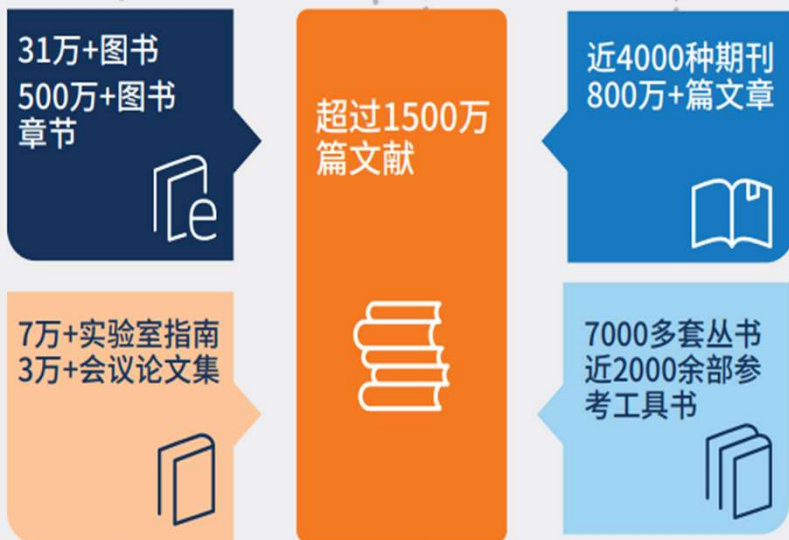 31万+图书
500万+图书
章节
超过1500万
篇文献
近4000种期刊
800万+篇文章
7万+实验室指南
3万+会议论文集
7000多套丛书
近2000余部参
考工具书